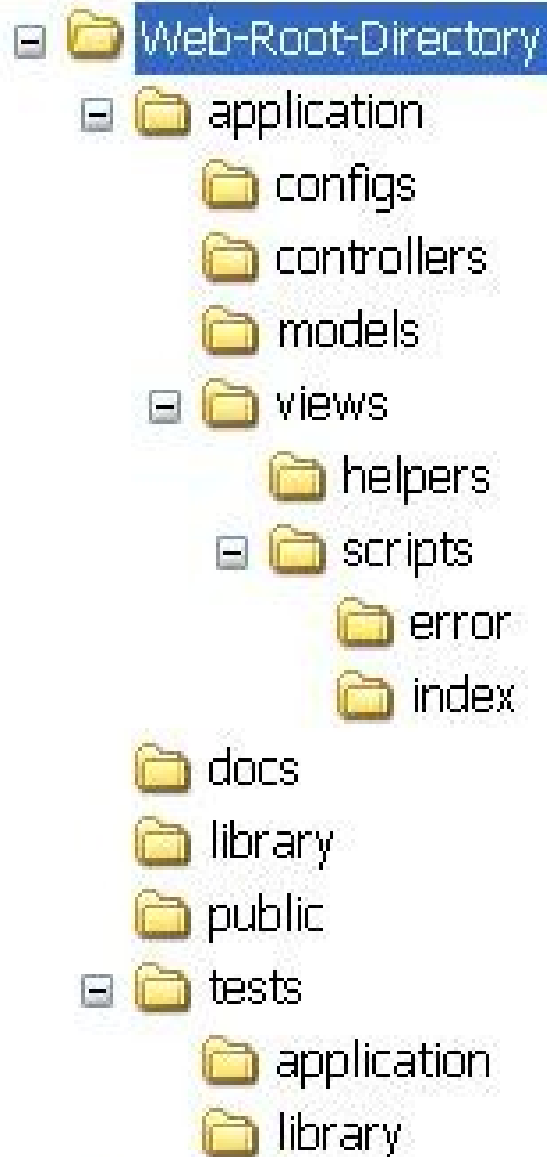 Web-Root-Directory
application
configs
controllers
models
views
helpers
scripts
error
index
docs
library
public
tests
application
library